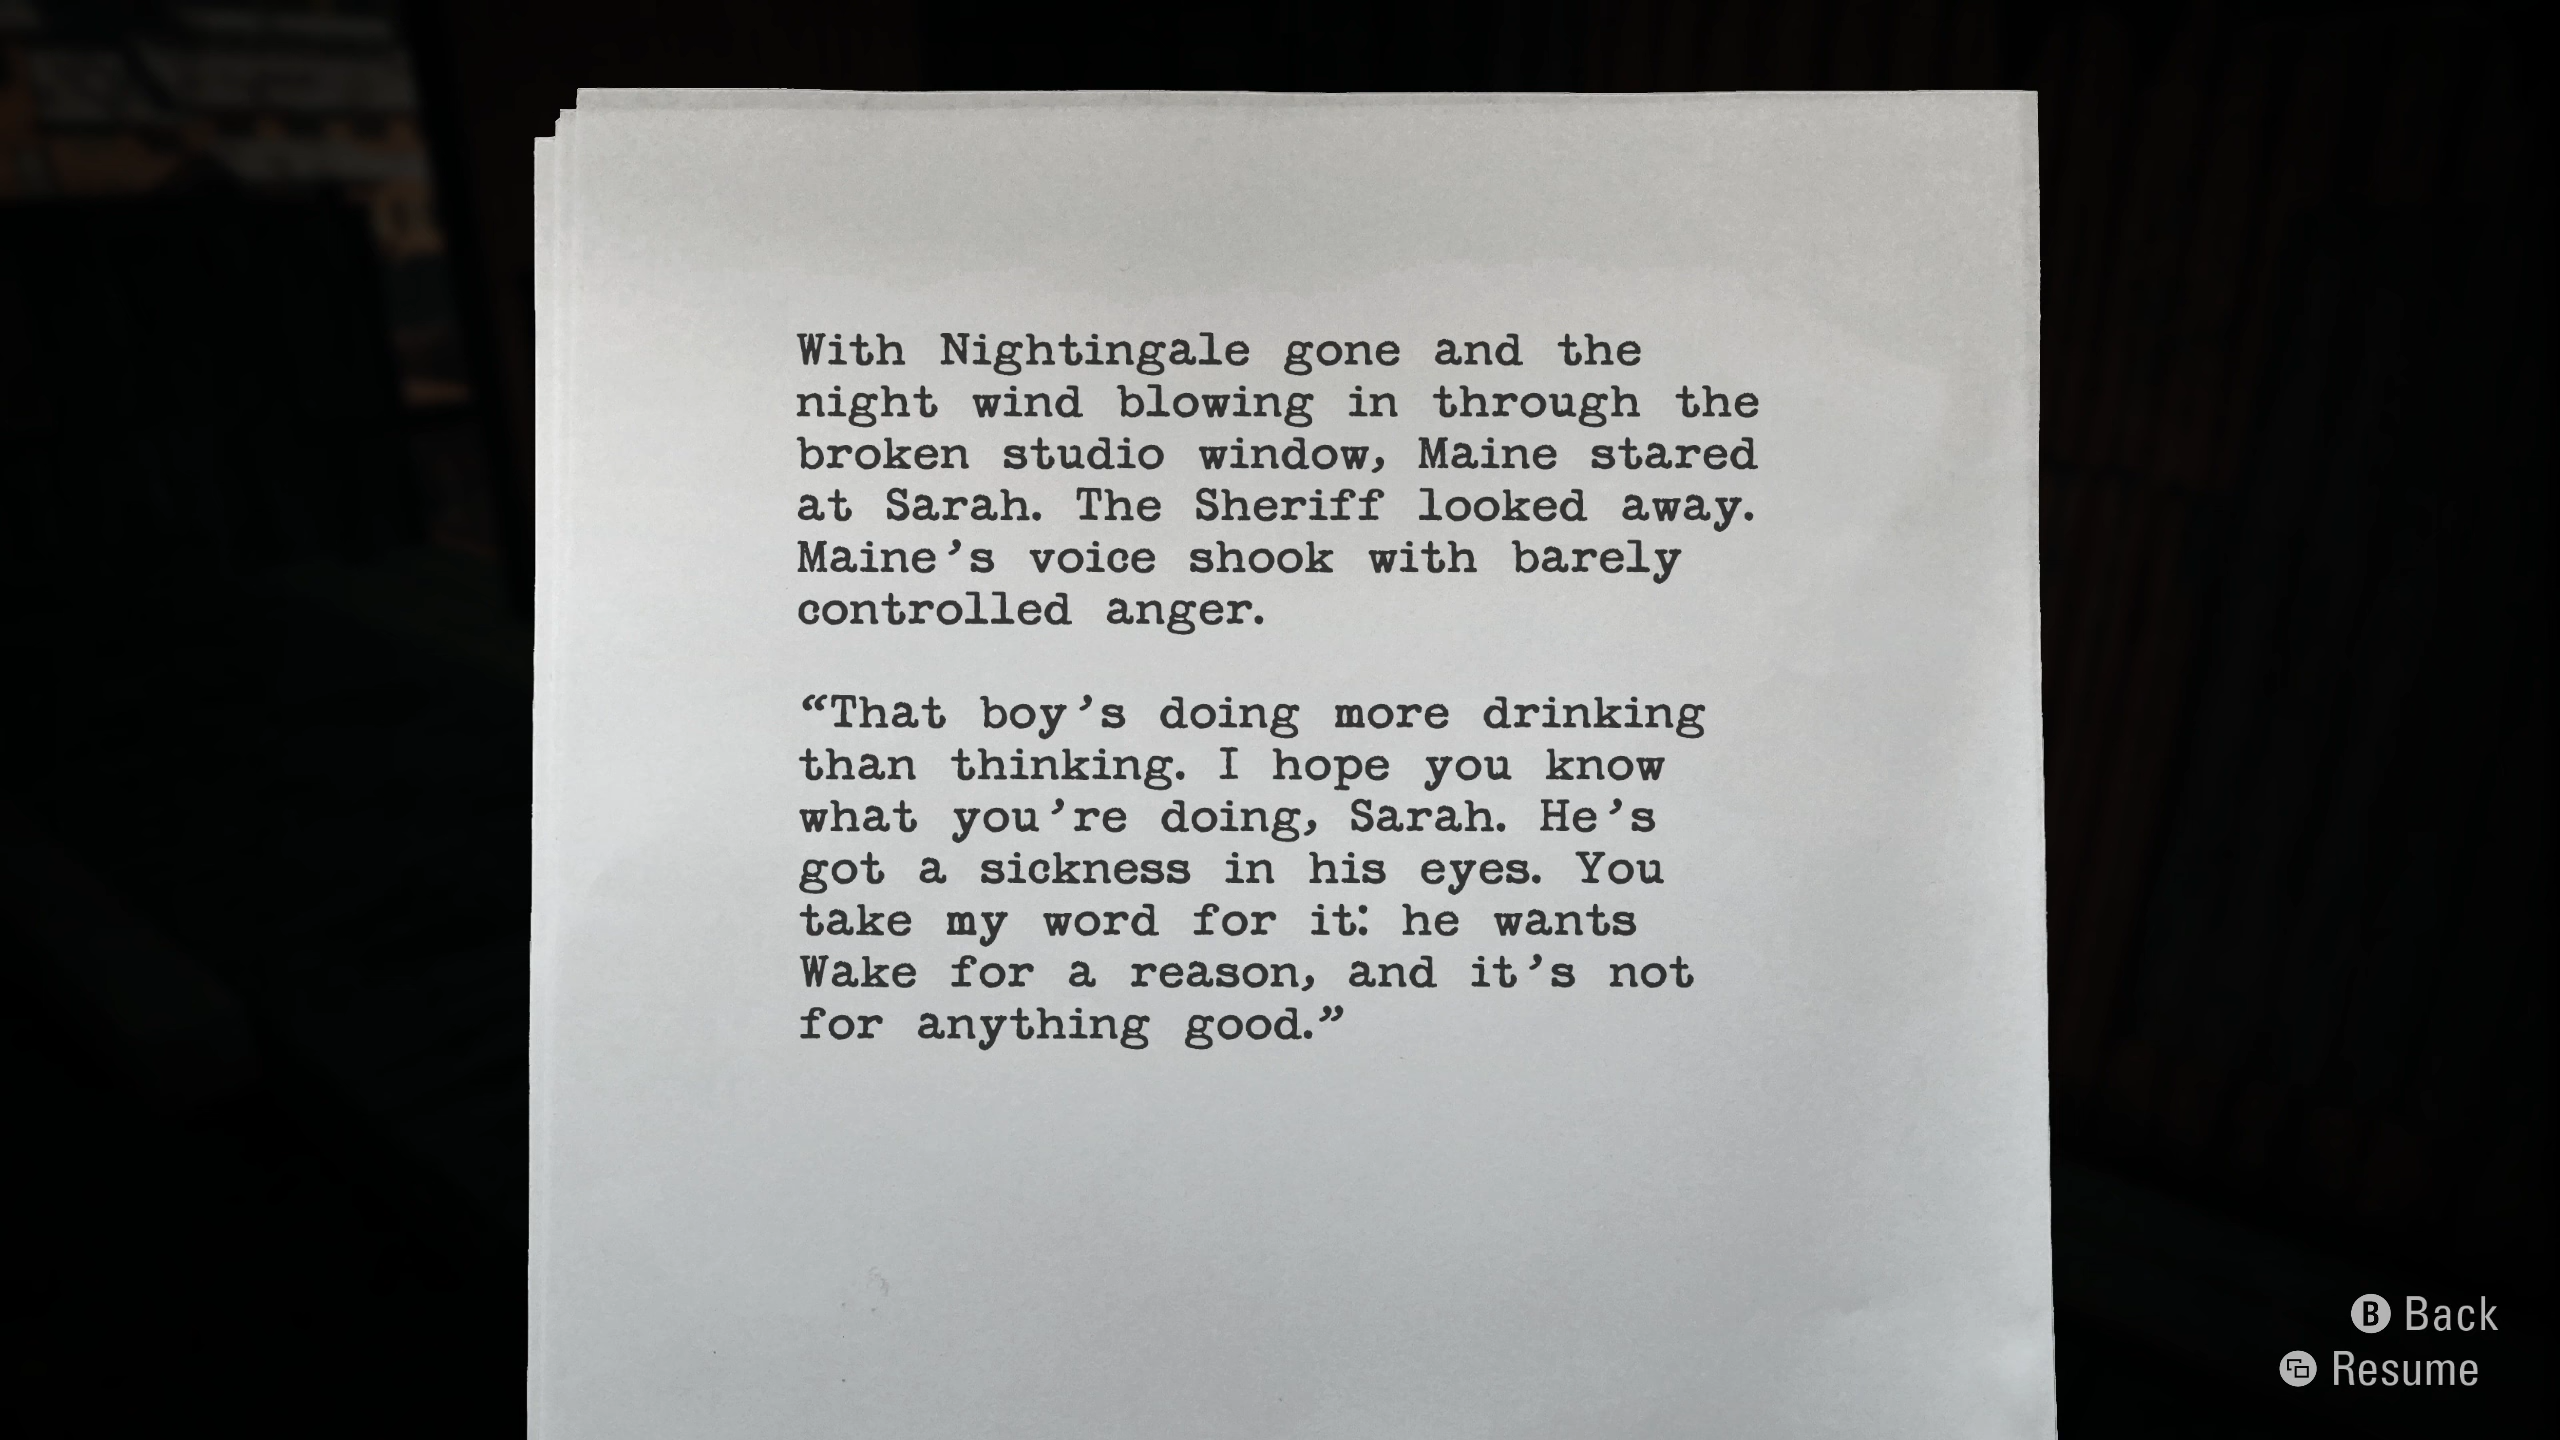 With Nightingale gone and the
night wind blowing in through the
broken studio window, Maine stared
at Sarah. The Sheriff looked away.
Maine’s voice shook with barely
controlled anger.
“That boy’s doing more drinking
than thinking. I hope you know
what you’re doing, Sarah. He’s
got a sickness in his eyes. You
take my word for it: he wants
Wake for a reason, and it’s not
for anything good.”
B Back
Resume